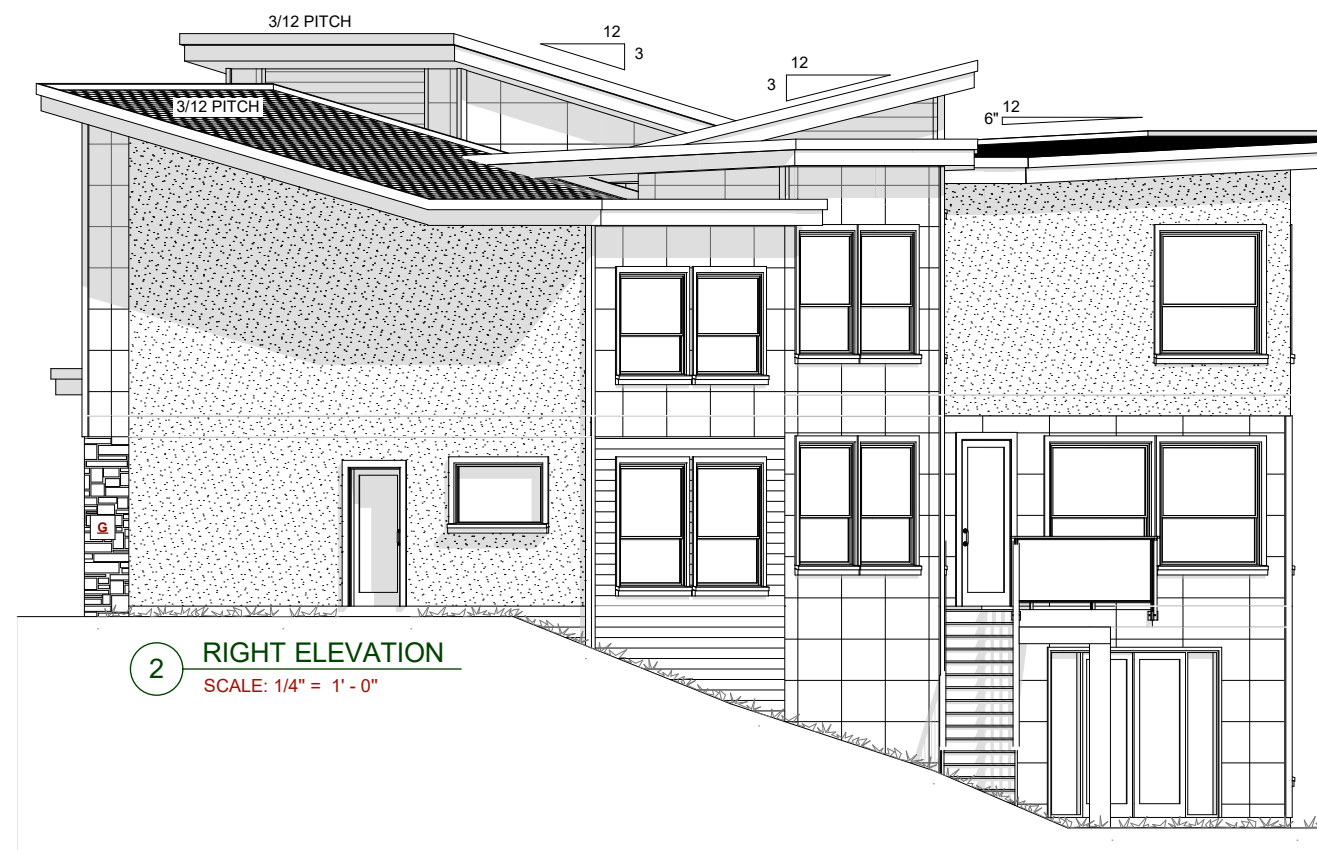 3/12 PITCH
12
3
12
3
3/12 PITCH
12
6"
G
2
RIGHT ELEVATION
SCALE: 1/4" = 1' - 0"